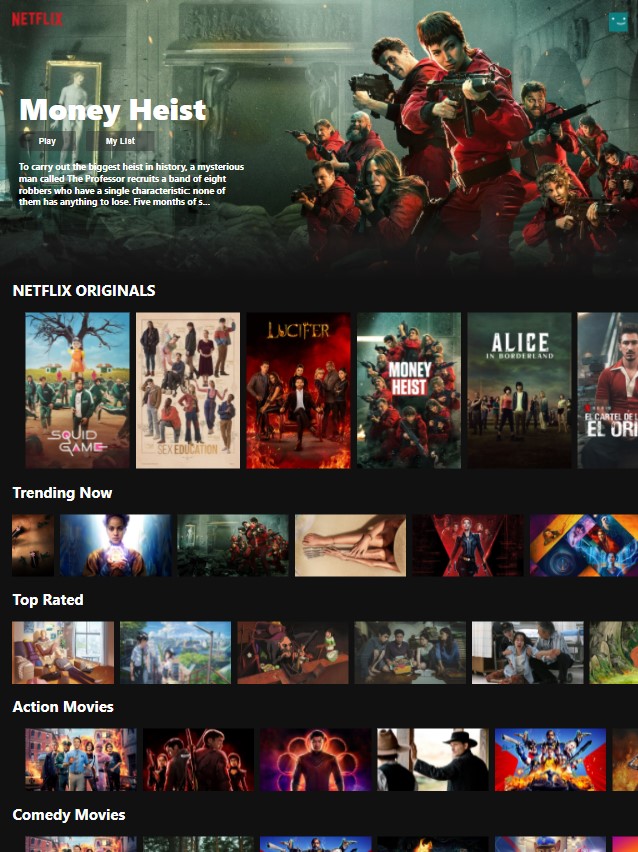 NETFLIX
Money Heist
Play
My List
To carry out the biggest heist in history, a mysterious
man called The Professor recruits a band of eight
robbers who have a single characteristic: none of
them has anything to lose. Five months of s...
NETFLIX ORIGINALS
SQUID
GAME
SEX EDUCATION
LUCIFER
MONEY
HEIST
ALICE
IN BORDERLAND
EL CARTEL DE L
EL ORI
Trending Now
Top Rated
Action Movies
Comedy Movies